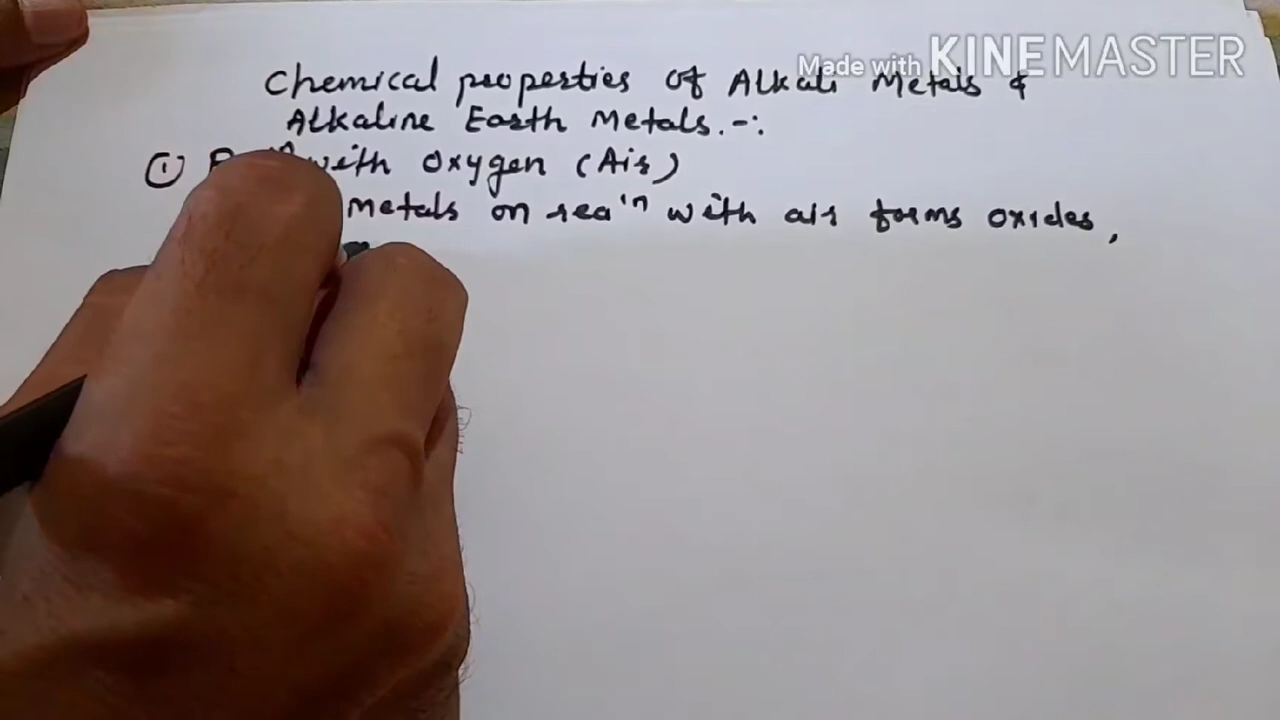 Made with KINEMASTER
Chemical properties of Alkali Metals &
Alkaline Earth Metals.-:
① with Oxygen (Air)
metals on rea'n with air forms oxides,